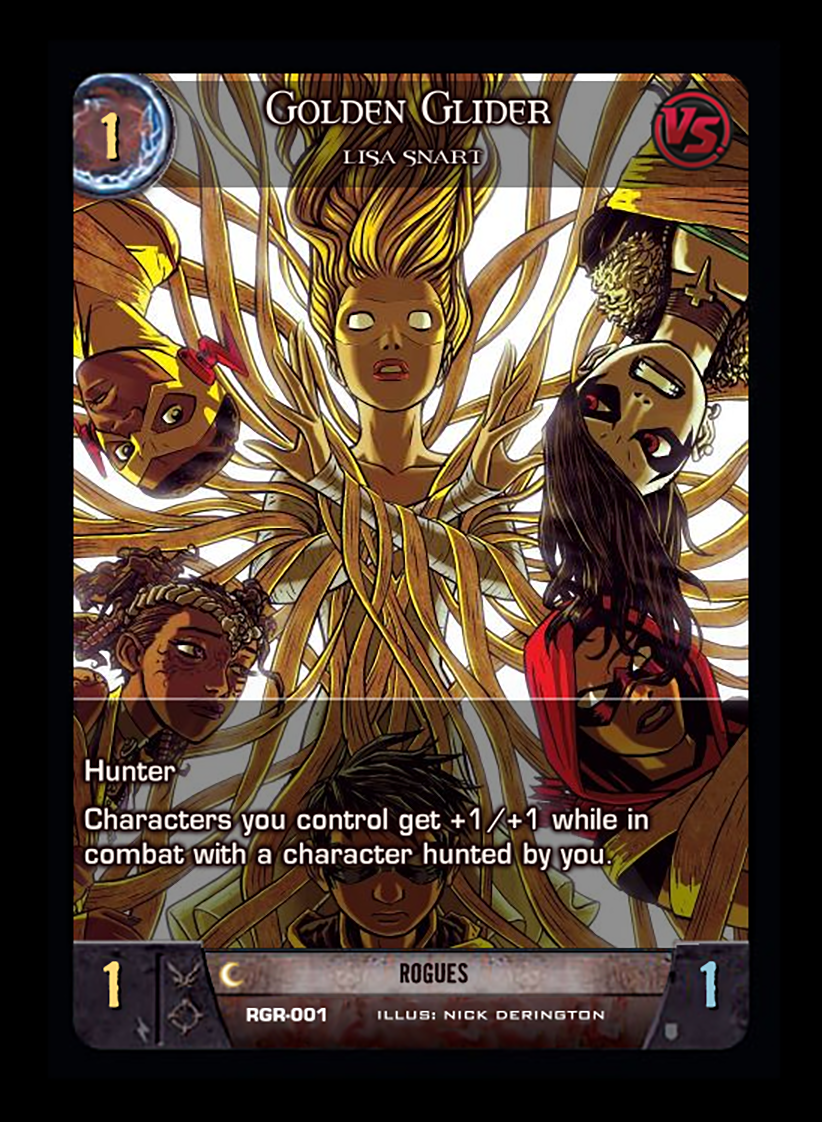 1
GOLDEN GLIDER
VS.
LISA SNART
Hunter
Characters you control get +1/+1 while in
combat with a character hunted by you.
1
ROGUES
1
RGR-001
ILLUS: NICK DERINGTON